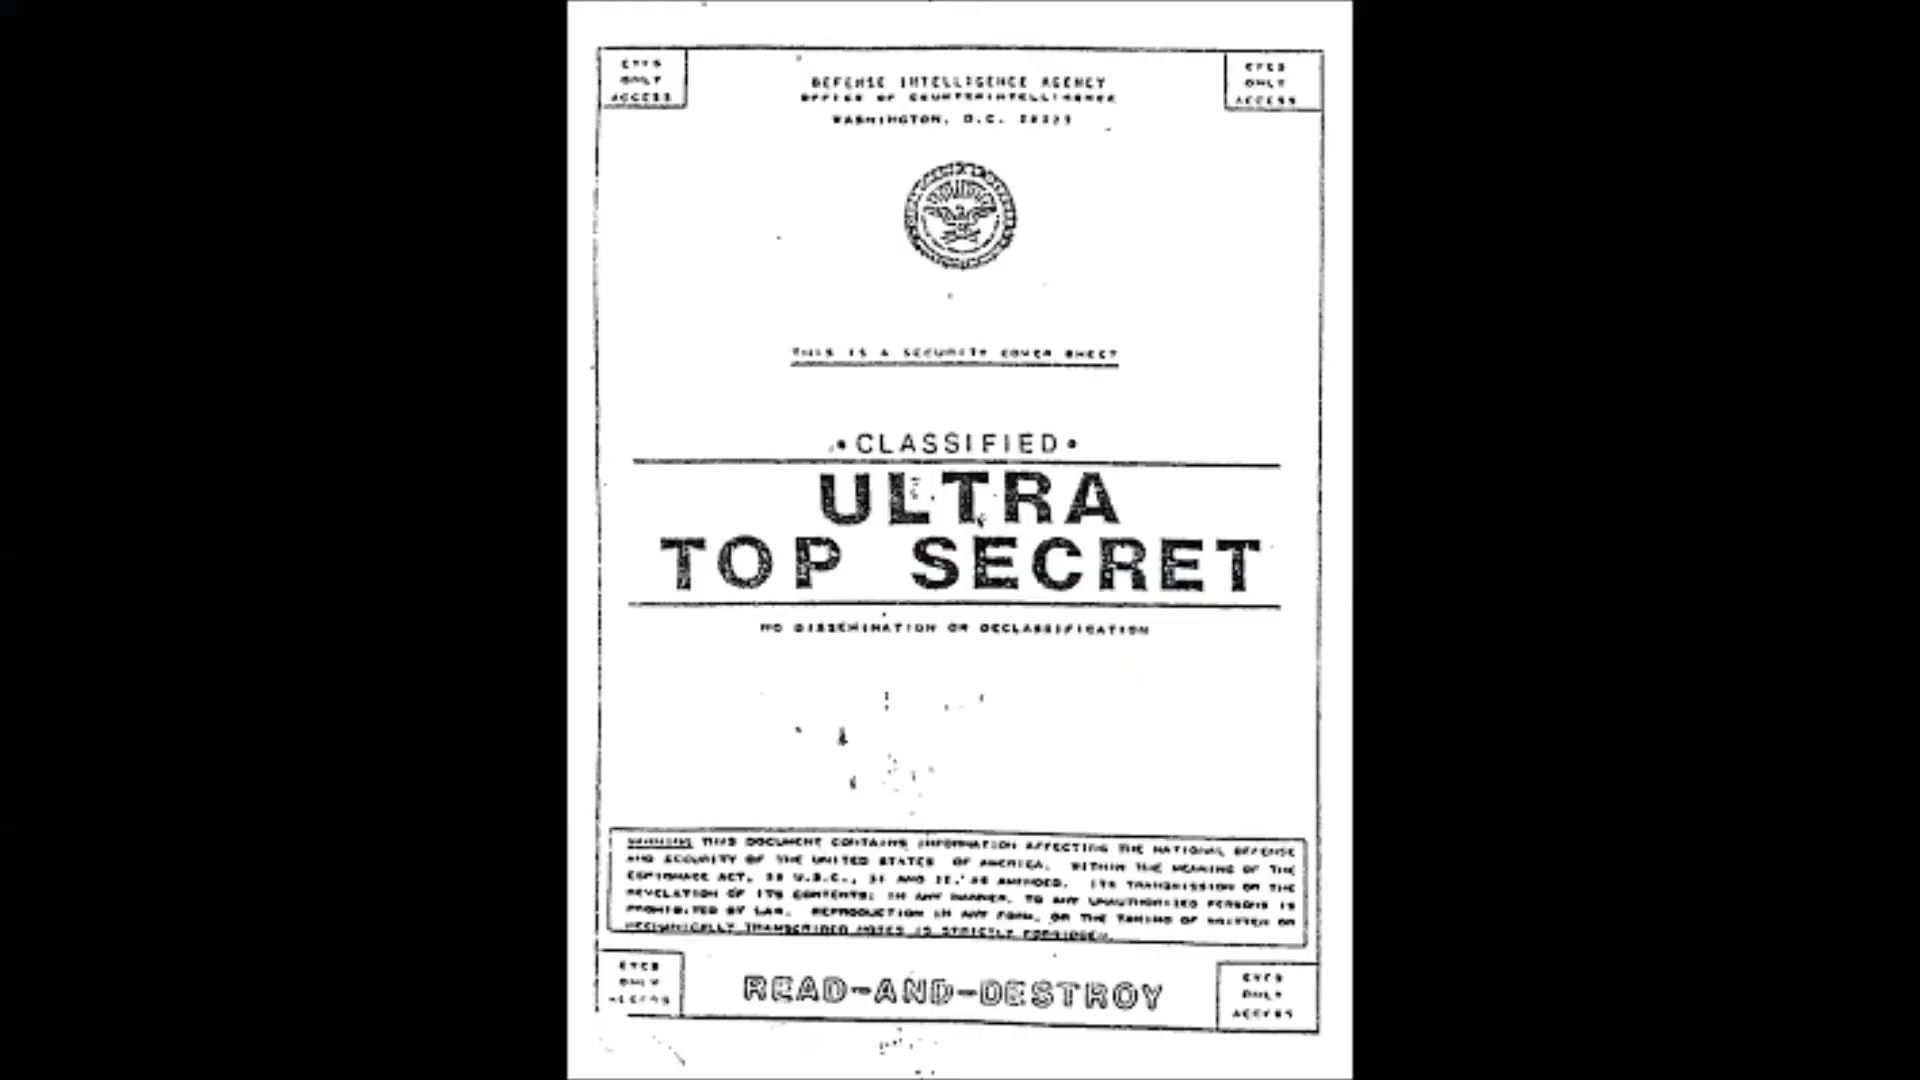 EYES
ONLY
ACCESS
DEFENSE INTELLIGENCE AGENCY
OFFICE OF COUNTERINTELLIGENCE
WASHINGTON, D.C.
EYES
ONLY
ACCESS
THIS IS A SECURITY COVER SHEET
•CLASSIFIED•
ULTRA
TOP SECRET
NO DISSEMINATION OR DECLASSIFICATION
WARNING THIS DOCUMENT CONTAINS INFORMATION AFFECTING THE NATIONAL DEFENSE
AND SECURITY OF THE UNITED STATES OF AMERICA, WITHIN THE MEANING OF THE
ESPIONAGE ACT, U.S.C., AND AS AMENDED. ITS TRANSMISSION OR THE
REVELATION OF ITS CONTENTS; IN ANY MANNER, TO ANY UNAUTHORIZED PERSONS IS
PROHIBITED BY LAW. REPRODUCTION IN ANY FORM, OR THE TAKING OF WRITTEN OR
MECHANICALLY TRANSCRIBED NOTES IS STRICTLY FORBIDDEN.
EYES
ONLY
ACCESS
READ-AND-DESTROY
EYES
ONLY
ACCESS